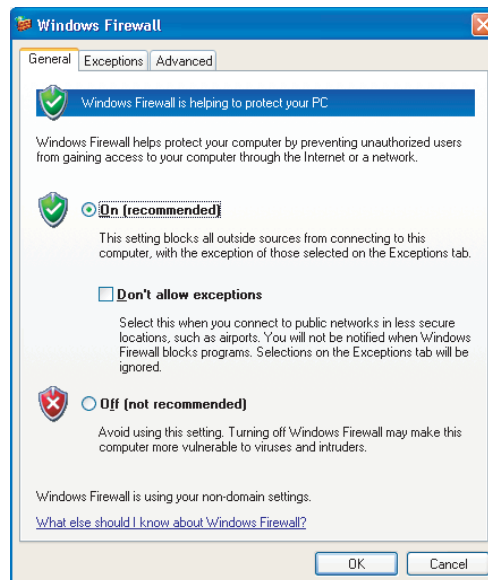 Windows Firewall
General Exceptions Advanced
Windows Firewall is helping to protect your PC
Windows Firewall helps protect your computer by preventing unauthorized users
from gaining access to your computer through the Internet or a network.
On (recommended)
This setting blocks all outside sources from connecting to this
computer, with the exception of those selected on the Exceptions tab.
Don't allow exceptions
Select this when you connect to public networks in less secure
locations, such as airports. You will not be notified when Windows
Firewall blocks programs. Selections on the Exceptions tab will be
ignored.
Off (not recommended)
Avoid using this setting. Turning off Windows Firewall may make this
computer more vulnerable to viruses and intruders.
Windows Firewall is using your non-domain settings.
What else should I know about Windows Firewall?
OK Cancel